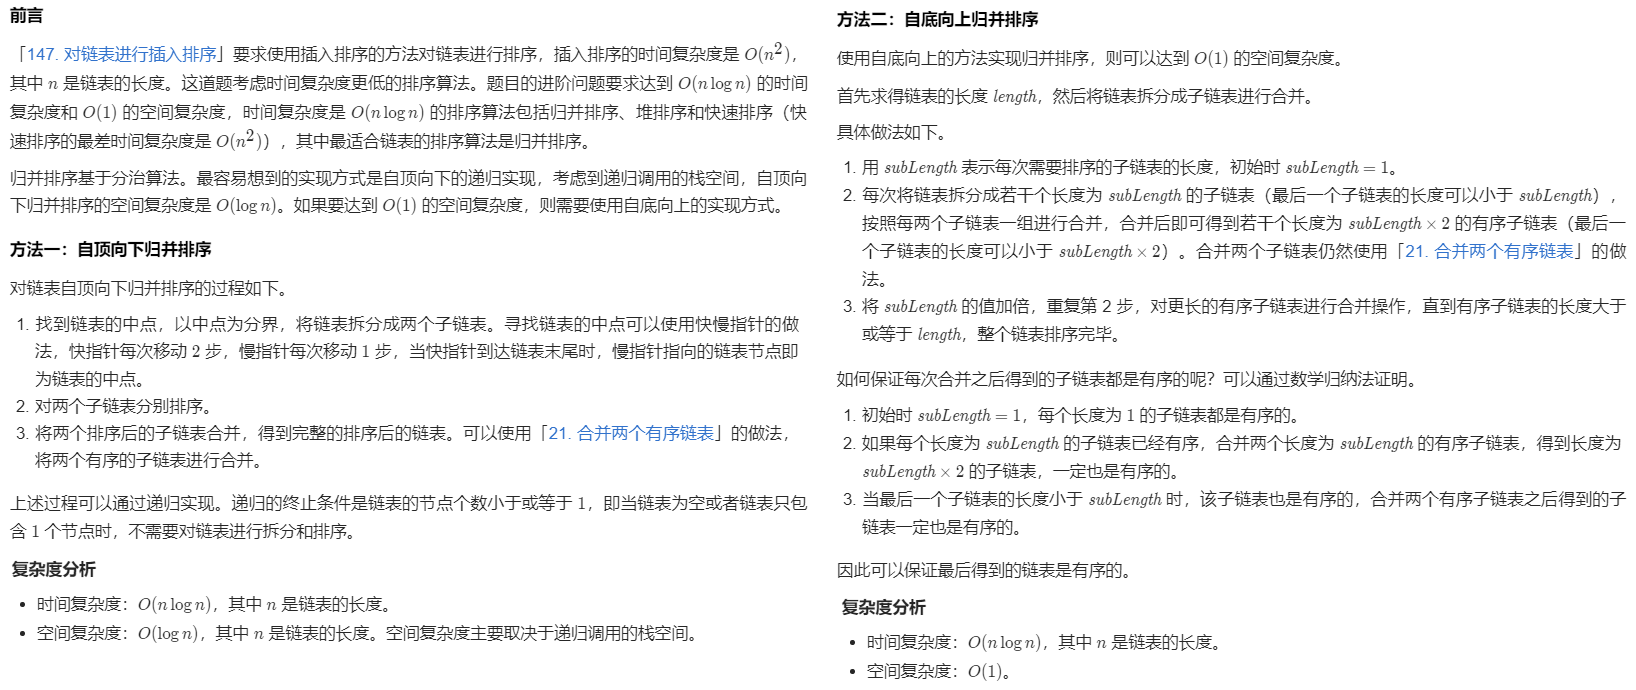 前言
「147. 对链表进行插入排序」要求使用插入排序的方法对链表进行排序，插入排序的时间复杂度是 O(n²)，
其中 n 是链表的长度。这道题考虑时间复杂度更低的排序算法。题目的进阶问题要求达到 O(n log n) 的时间
复杂度和 O(1) 的空间复杂度，时间复杂度是 O(n log n) 的排序算法包括归并排序、堆排序和快速排序（快
速排序的最差时间复杂度是 O(n²)），其中最适合链表的排序算法是归并排序。
归并排序基于分治算法。最容易想到的实现方式是自顶向下的递归实现，考虑到递归调用的栈空间，自顶向
下归并排序的空间复杂度是 O(log n)。如果要达到 O(1) 的空间复杂度，则需要使用自底向上的实现方式。
方法一：自顶向下归并排序
对链表自顶向下归并排序的过程如下。
1. 找到链表的中点，以中点为分界，将链表拆分成两个子链表。寻找链表的中点可以使用快慢指针的做
法，快指针每次移动 2 步，慢指针每次移动 1 步，当快指针到达链表末尾时，慢指针指向的链表节点即
为链表的中点。
2. 对两个子链表分别排序。
3. 将两个排序后的子链表合并，得到完整的排序后的链表。可以使用「21. 合并两个有序链表」的做法，
将两个有序的子链表进行合并。
上述过程可以通过递归实现。递归的终止条件是链表的节点个数小于或等于 1，即当链表为空或者链表只包
含 1 个节点时，不需要对链表进行拆分和排序。
复杂度分析
• 时间复杂度：O(n log n)，其中 n 是链表的长度。
• 空间复杂度：O(log n)，其中 n 是链表的长度。空间复杂度主要取决于递归调用的栈空间。
方法二：自底向上归并排序
使用自底向上的方法实现归并排序，则可以达到 O(1) 的空间复杂度。
首先求得链表的长度 length，然后将链表拆分成子链表进行合并。
具体做法如下。
1. 用 subLength 表示每次需要排序的子链表的长度，初始时 subLength = 1。
2. 每次将链表拆分成若干个长度为 subLength 的子链表（最后一个子链表的长度可以小于 subLength），
按照每两个子链表一组进行合并，合并后即可得到若干个长度为 subLength × 2 的有序子链表（最后一
个子链表的长度可以小于 subLength × 2）。合并两个子链表仍然使用「21. 合并两个有序链表」的做
法。
3. 将 subLength 的值加倍，重复第 2 步，对更长的有序子链表进行合并操作，直到有序子链表的长度大于
或等于 length，整个链表排序完毕。
如何保证每次合并之后得到的子链表都是有序的呢？可以通过数学归纳法证明。
1. 初始时 subLength = 1，每个长度为 1 的子链表都是有序的。
2. 如果每个长度为 subLength 的子链表已经有序，合并两个长度为 subLength 的有序子链表，得到长度为
subLength × 2 的子链表，一定也是有序的。
3. 当最后一个子链表的长度小于 subLength 时，该子链表也是有序的，合并两个有序子链表之后得到的子
链表一定也是有序的。
因此可以保证最后得到的链表是有序的。
复杂度分析
• 时间复杂度：O(n log n)，其中 n 是链表的长度。
• 空间复杂度：O(1)。